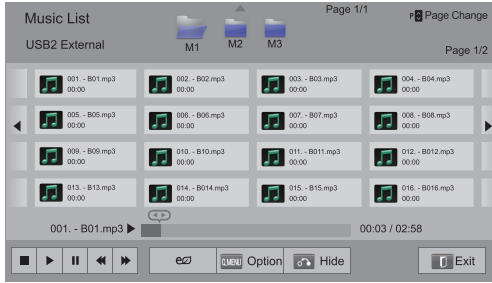 Music List
Page 1/1
P Page Change
USB2 External
M1
M2
M3
Page 1/2
001. - B01.mp3
00:00
002. - B02.mp3
00:00
003. - B03.mp3
00:00
004. - B04.mp3
00:00
005. - B05.mp3
00:00
006. - B06.mp3
00:00
007. - B07.mp3
00:00
008. - B08.mp3
00:00
009. - B09.mp3
00:00
010. - B10.mp3
00:00
011. - B011.mp3
00:00
012. - B012.mp3
00:00
013. - B13.mp3
00:00
014. - B014.mp3
00:00
015. - B15.mp3
00:00
016. - B016.mp3
00:00
001. - B01.mp3
00:03 / 02:58
e
Q.MENU Option
Hide
Exit